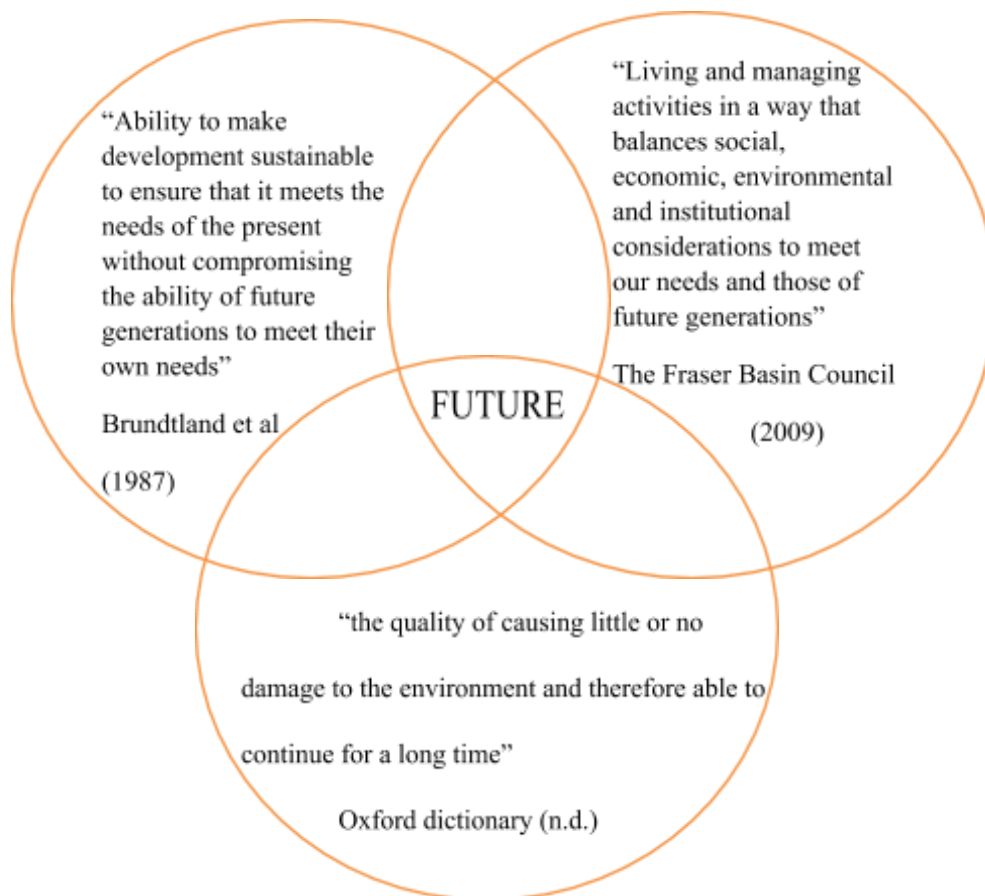 “Ability to make
development sustainable
to ensure that it meets the
needs of the present
without compromising
the ability of future
generations to meet their
own needs”
Brundtland et al
(1987)
“Living and managing
activities in a way that
balances social,
economic, environmental
and institutional
considerations to meet
our needs and those of
future generations”
The Fraser Basin Council
(2009)
FUTURE
“the quality of causing little or no
damage to the environment and therefore able to
continue for a long time”
Oxford dictionary (n.d.)